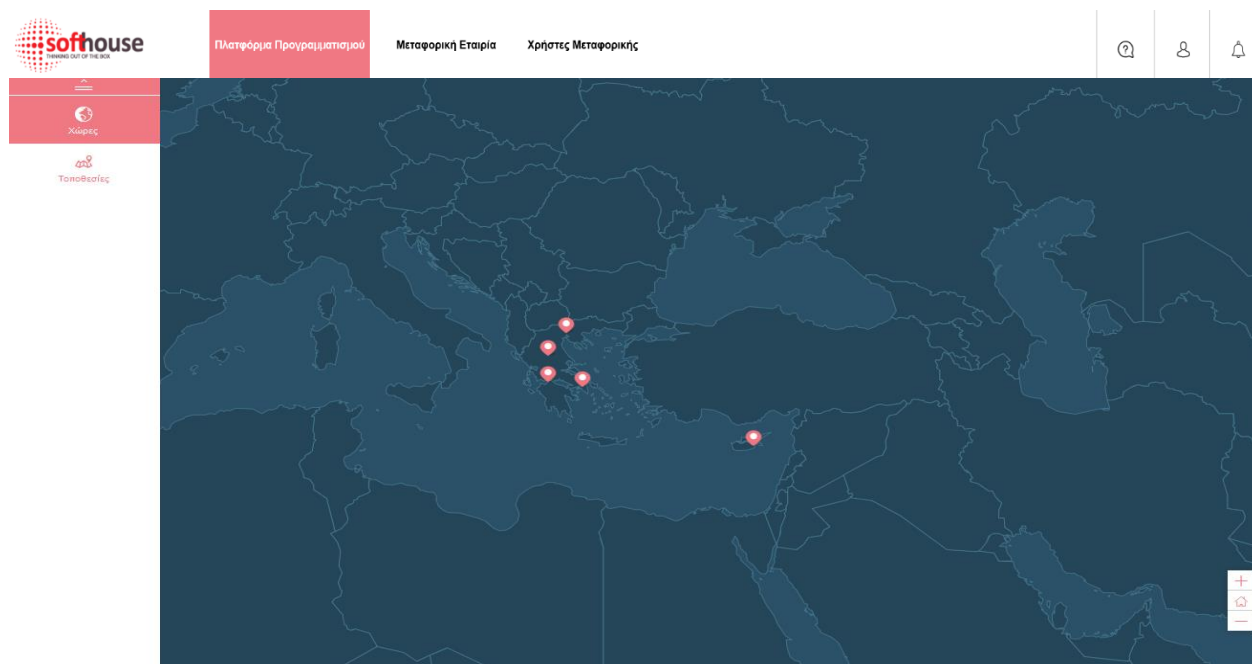 softhouse
THINKING OUT OF THE BOX
Πλατφόρμα Προγραμματισμού
Μεταφορική Εταιρία
Χρήστες Μεταφορικής
Χώρες
Τοποθεσίες